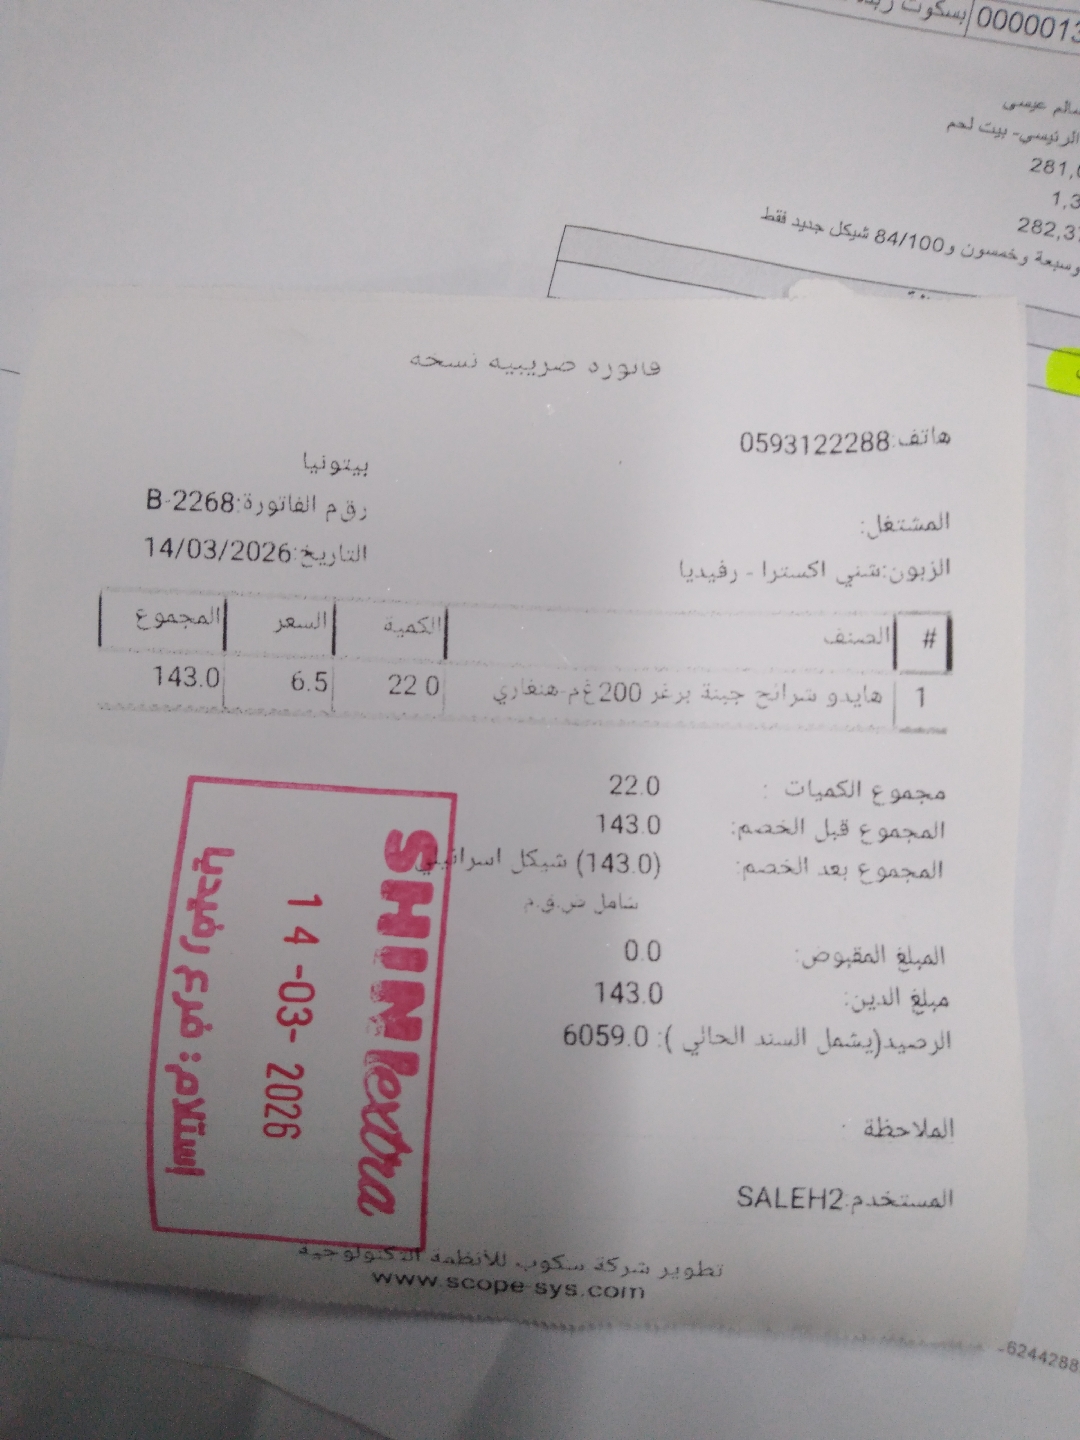 0000013
بسكوت
سالم عيسى
الرئيسي- بيت لحم
281,
1,3
282,3
وسبعة وخمسون و84/100 شيكل جديد فقط
فاتوره ضريبيه نسخه
هاتف:0593122288
بيتونيا
رقم الفاتورة:B-2268
التاريخ:14/03/2026
المشتغل:
الزبون:شني اكسترا - رفيديا
# الصنف الكمية السعر المجموع
1 هايدو شرائح جبنة برغر 200غم-هنغاري 22.0 6.5 143.0
مجموع الكميات : 22.0
المجموع قبل الخصم: 143.0
المجموع بعد الخصم: (143.0) شيكل اسرائيلي
شامل ض.ق.م
المبلغ المقبوض: 0.0
مبلغ الدين: 143.0
الرصيد(يشمل السند الحالي ): 6059.0
الملاحظة :
المستخدم:SALEH2
SHINI extra
14-03-2026
استلام: فرع رفيديا
تطوير شركة سكوب للأنظمة التكنولوجية
www.scope-sys.com
-6244288